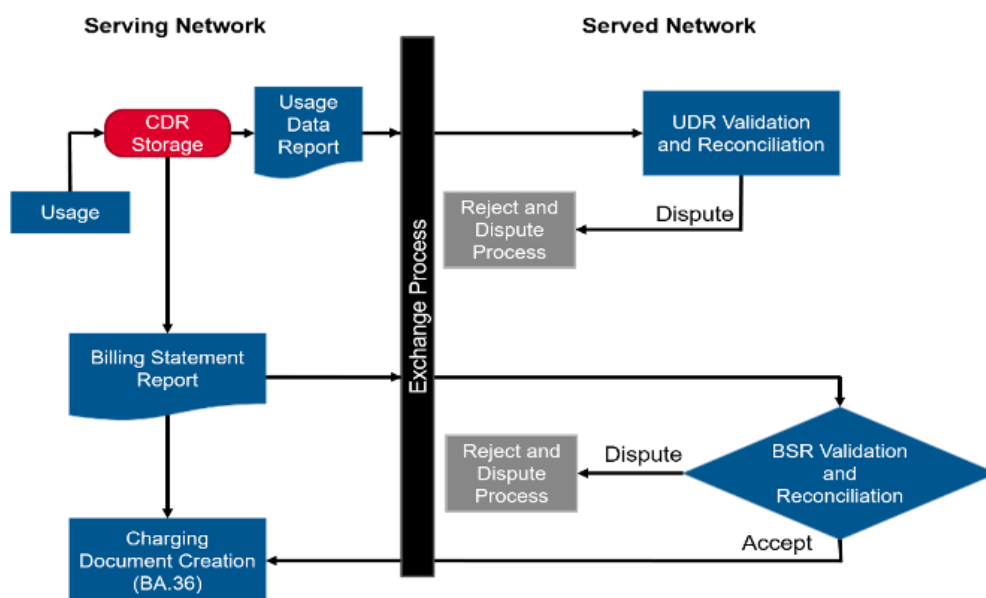 Serving Network
Served Network
CDR
Storage
Usage
Data
Report
UDR Validation
and Reconciliation
Usage
Reject and
Dispute
Process
Dispute
Exchange Process
Billing Statement
Report
Reject and
Dispute
Process
Dispute
BSR Validation
and
Reconciliation
Charging
Document Creation
(BA.36)
Accept